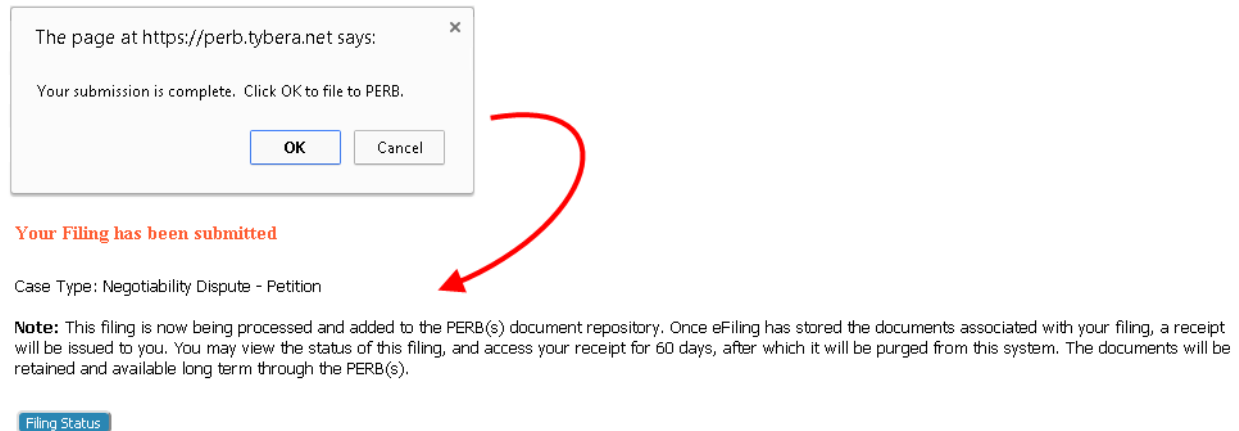 The page at https://perb.tybera.net says:
×
Your submission is complete. Click OK to file to PERB.
OK Cancel
Your Filing has been submitted
Case Type: Negotiability Dispute - Petition
Note: This filing is now being processed and added to the PERB(s) document repository. Once eFiling has stored the documents associated with your filing, a receipt
will be issued to you. You may view the status of this filing, and access your receipt for 60 days, after which it will be purged from this system. The documents will be
retained and available long term through the PERB(s).
Filing Status